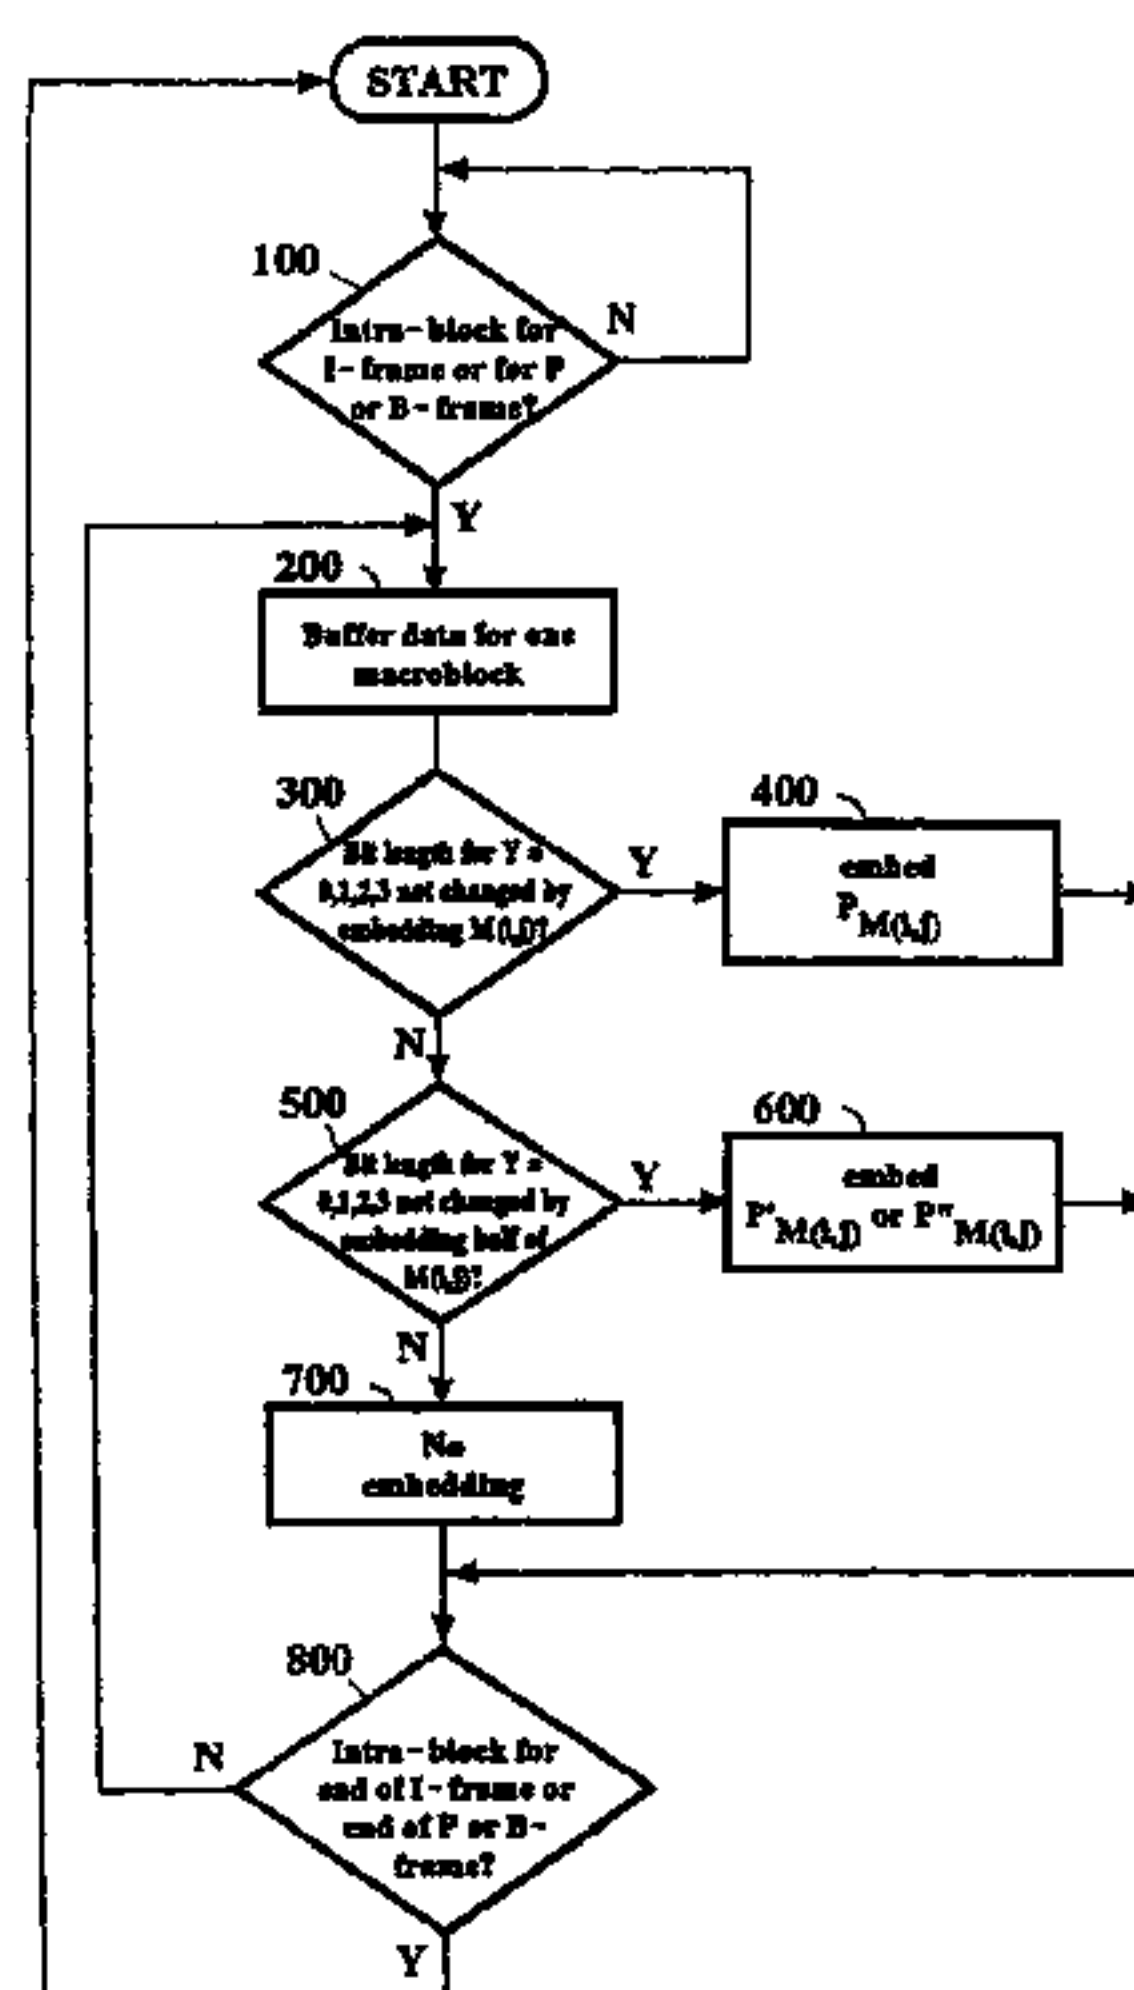 START
100
Intra-block for
I-frame or for P
or B-frame?
N
Y
200
Buffer data for one
macroblock
300
Bit length for Y =
0,1,2,3 not changed by
embedding M(i,j)?
Y
400
embed
P M(i,j)
N
500
Bit length for Y =
0,1,2,3 not changed by
embedding half of
M(i,j)?
Y
600
embed
P' M(i,j) or P'' M(i,j)
N
700
No
embedding
800
N
Intra-block for
end of I-frame or
end of P or B-
frame?
Y